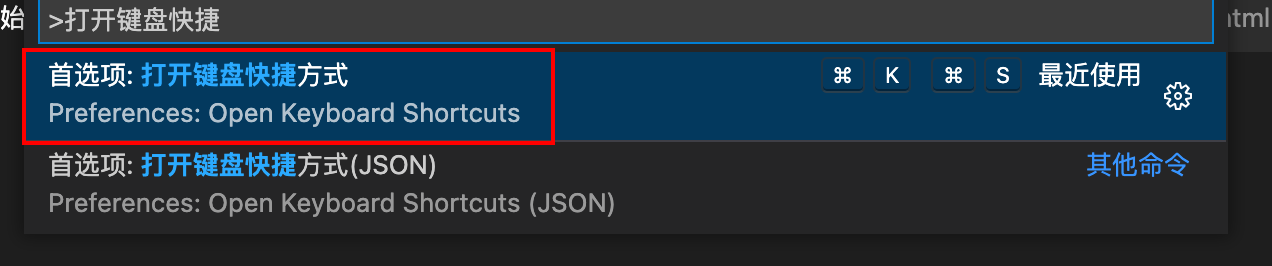 始
>打开键盘快捷
html
首选项: 打开键盘快捷方式
⌘ K ⌘ S 最近使用
Preferences: Open Keyboard Shortcuts
首选项: 打开键盘快捷方式(JSON)
其他命令
Preferences: Open Keyboard Shortcuts (JSON)